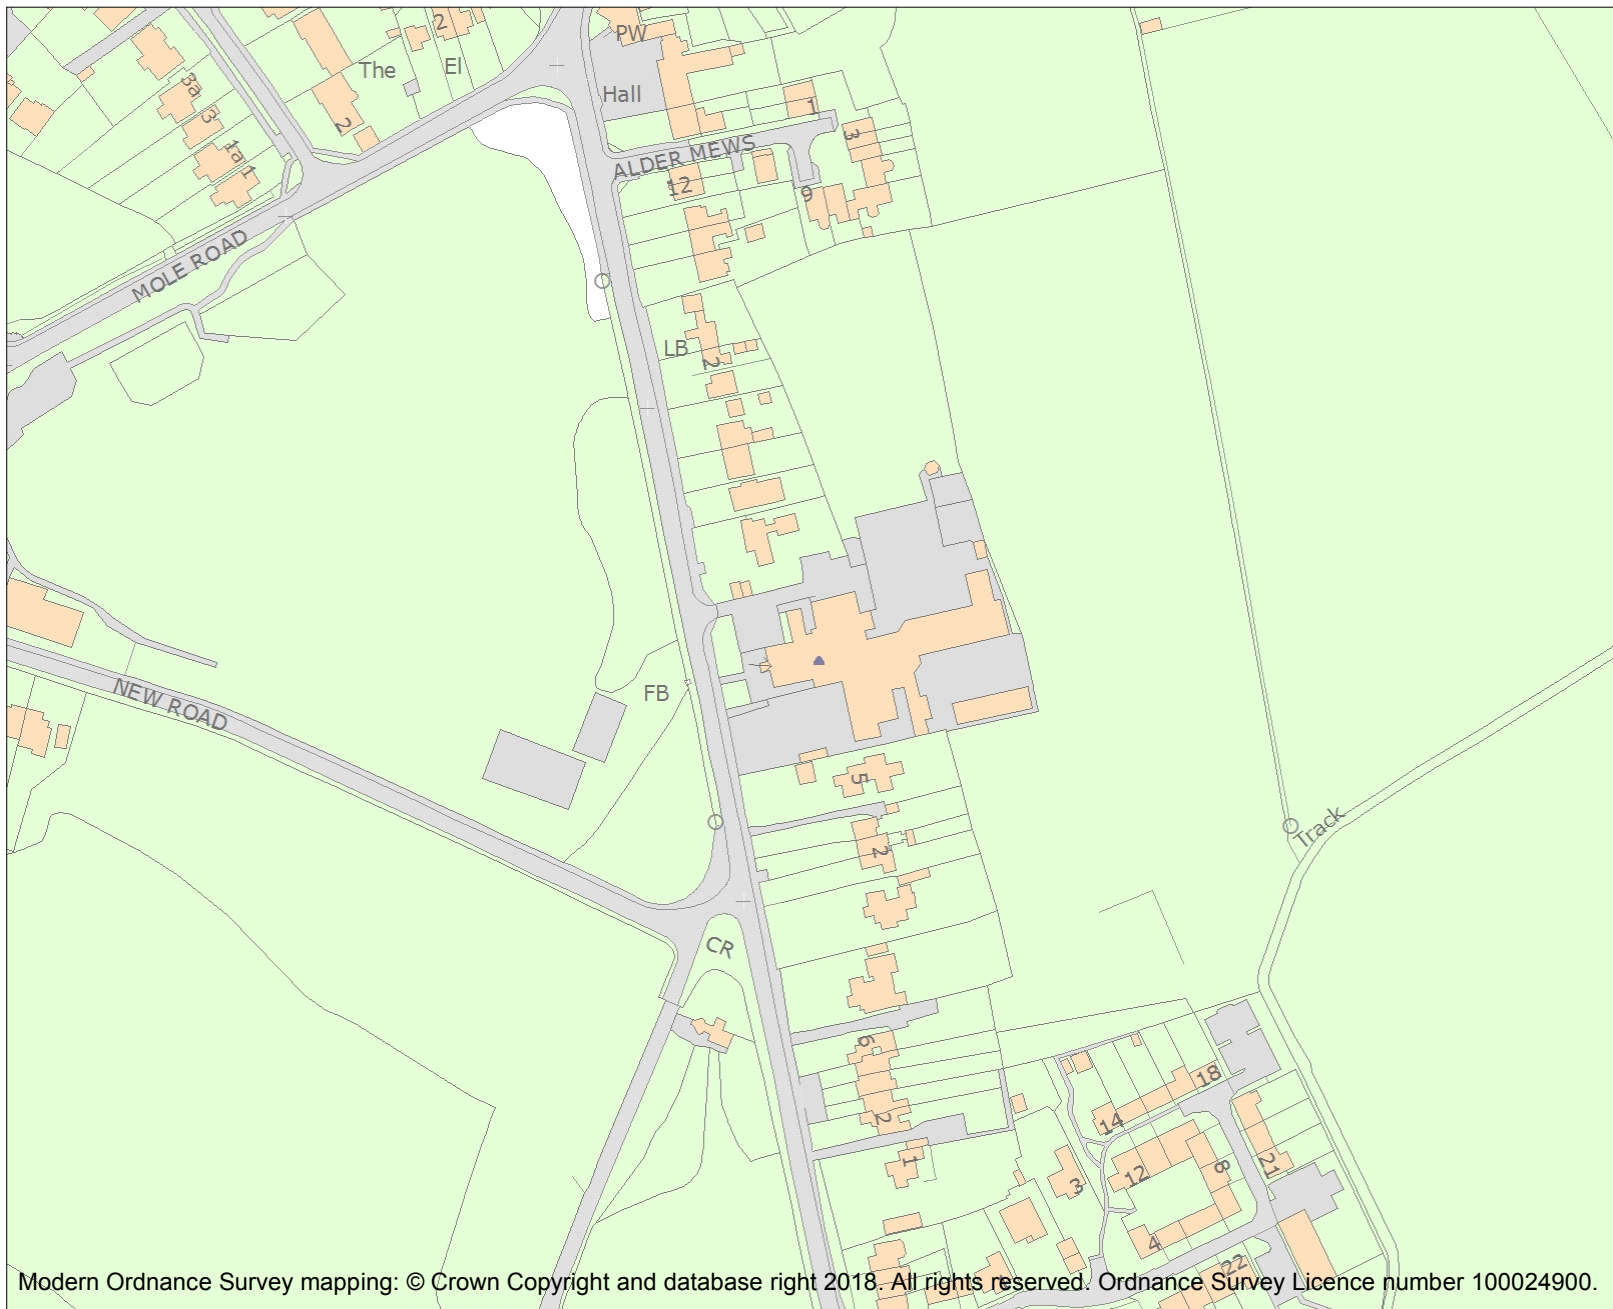 2
PW
The
El
Hall
3a
3
2
1
3
1a
1
ALDER MEWS
12
9
MOLE ROAD
LB
2
NEW ROAD
FB
5
Track
2
CR
6
18
14
2
1
12
8
21
3
4
22
Modern Ordnance Survey mapping: © Crown Copyright and database right 2018. All rights reserved. Ordnance Survey Licence number 100024900.